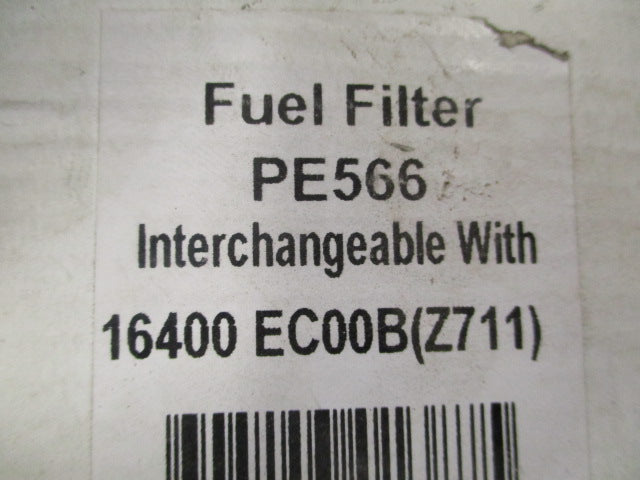 Fuel Filter
PE566
Interchangeable With
16400 EC00B(Z711)